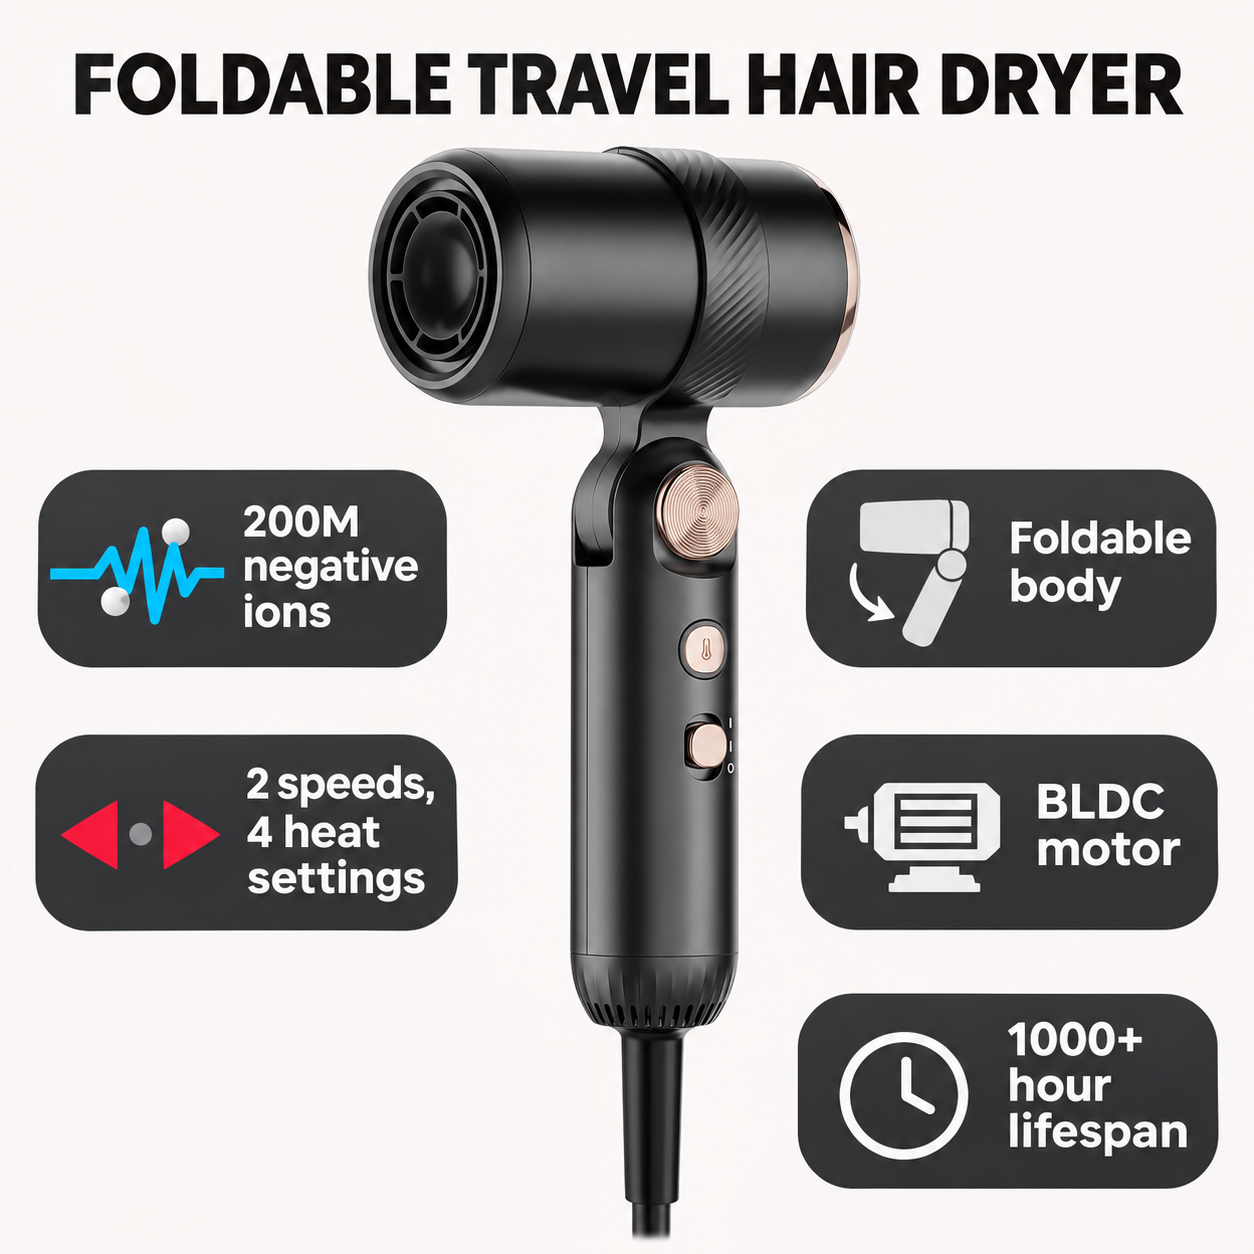 FOLDABLE TRAVEL HAIR DRYER
200M
negative
ions
Foldable
body
2 speeds,
4 heat
settings
BLDC
motor
1000+
hour
lifespan
I
I
O